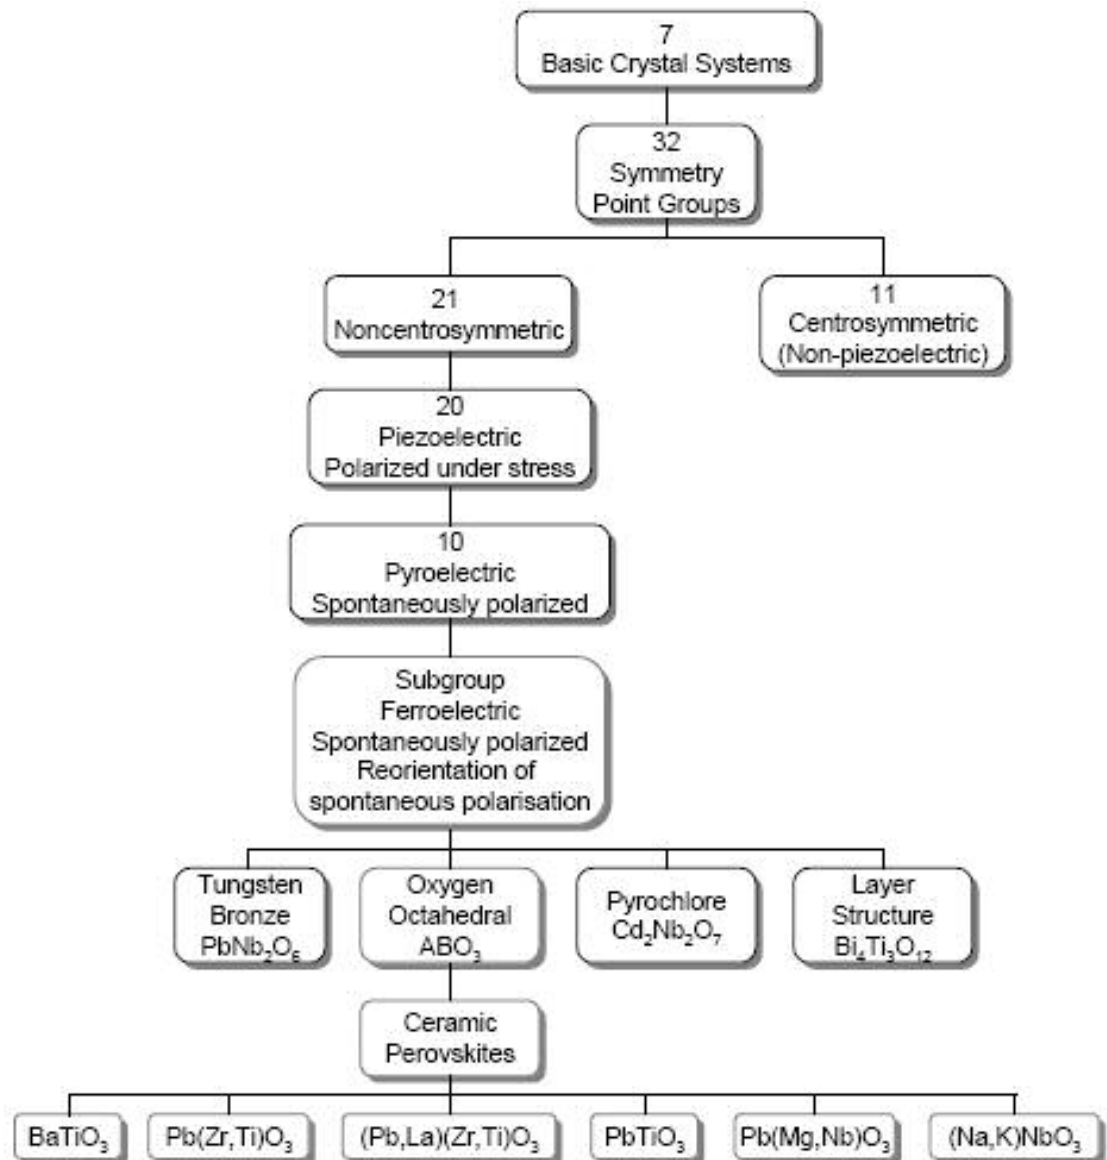 7
Basic Crystal Systems
32
Symmetry
Point Groups
21
Noncentrosymmetric
11
Centrosymmetric
(Non-piezoelectric)
20
Piezoelectric
Polarized under stress
10
Pyroelectric
Spontaneously polarized
Subgroup
Ferroelectric
Spontaneously polarized
Reorientation of
spontaneous polarisation
Tungsten
Bronze
PbNb₂O₆
Oxygen
Octahedral
ABO₃
Pyrochlore
Cd₂Nb₂O₇
Layer
Structure
Bi₄Ti₃O₁₂
Ceramic
Perovskites
BaTiO₃
Pb(Zr,Ti)O₃
(Pb,La)(Zr,Ti)O₃
PbTiO₃
Pb(Mg,Nb)O₃
(Na,K)NbO₃